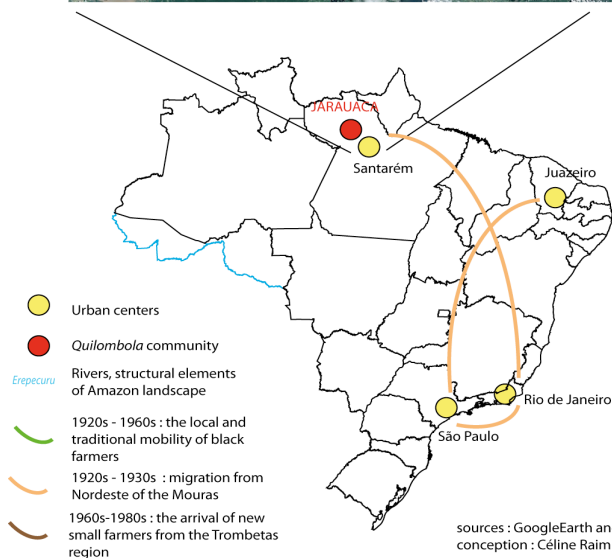 JARAUACA
Santarém
Juazeiro
Urban centers
Quilombola community
Erepecuru
Rivers, structural elements
of Amazon landscape
Rio de Janeiro
São Paulo
1920s - 1960s : the local and
traditional mobility of black
farmers
1920s - 1930s : migration from
Nordeste of the Mouras
1960s-1980s : the arrival of new
small farmers from the Trombetas
region
sources : GoogleEarth an
conception : Céline Raim